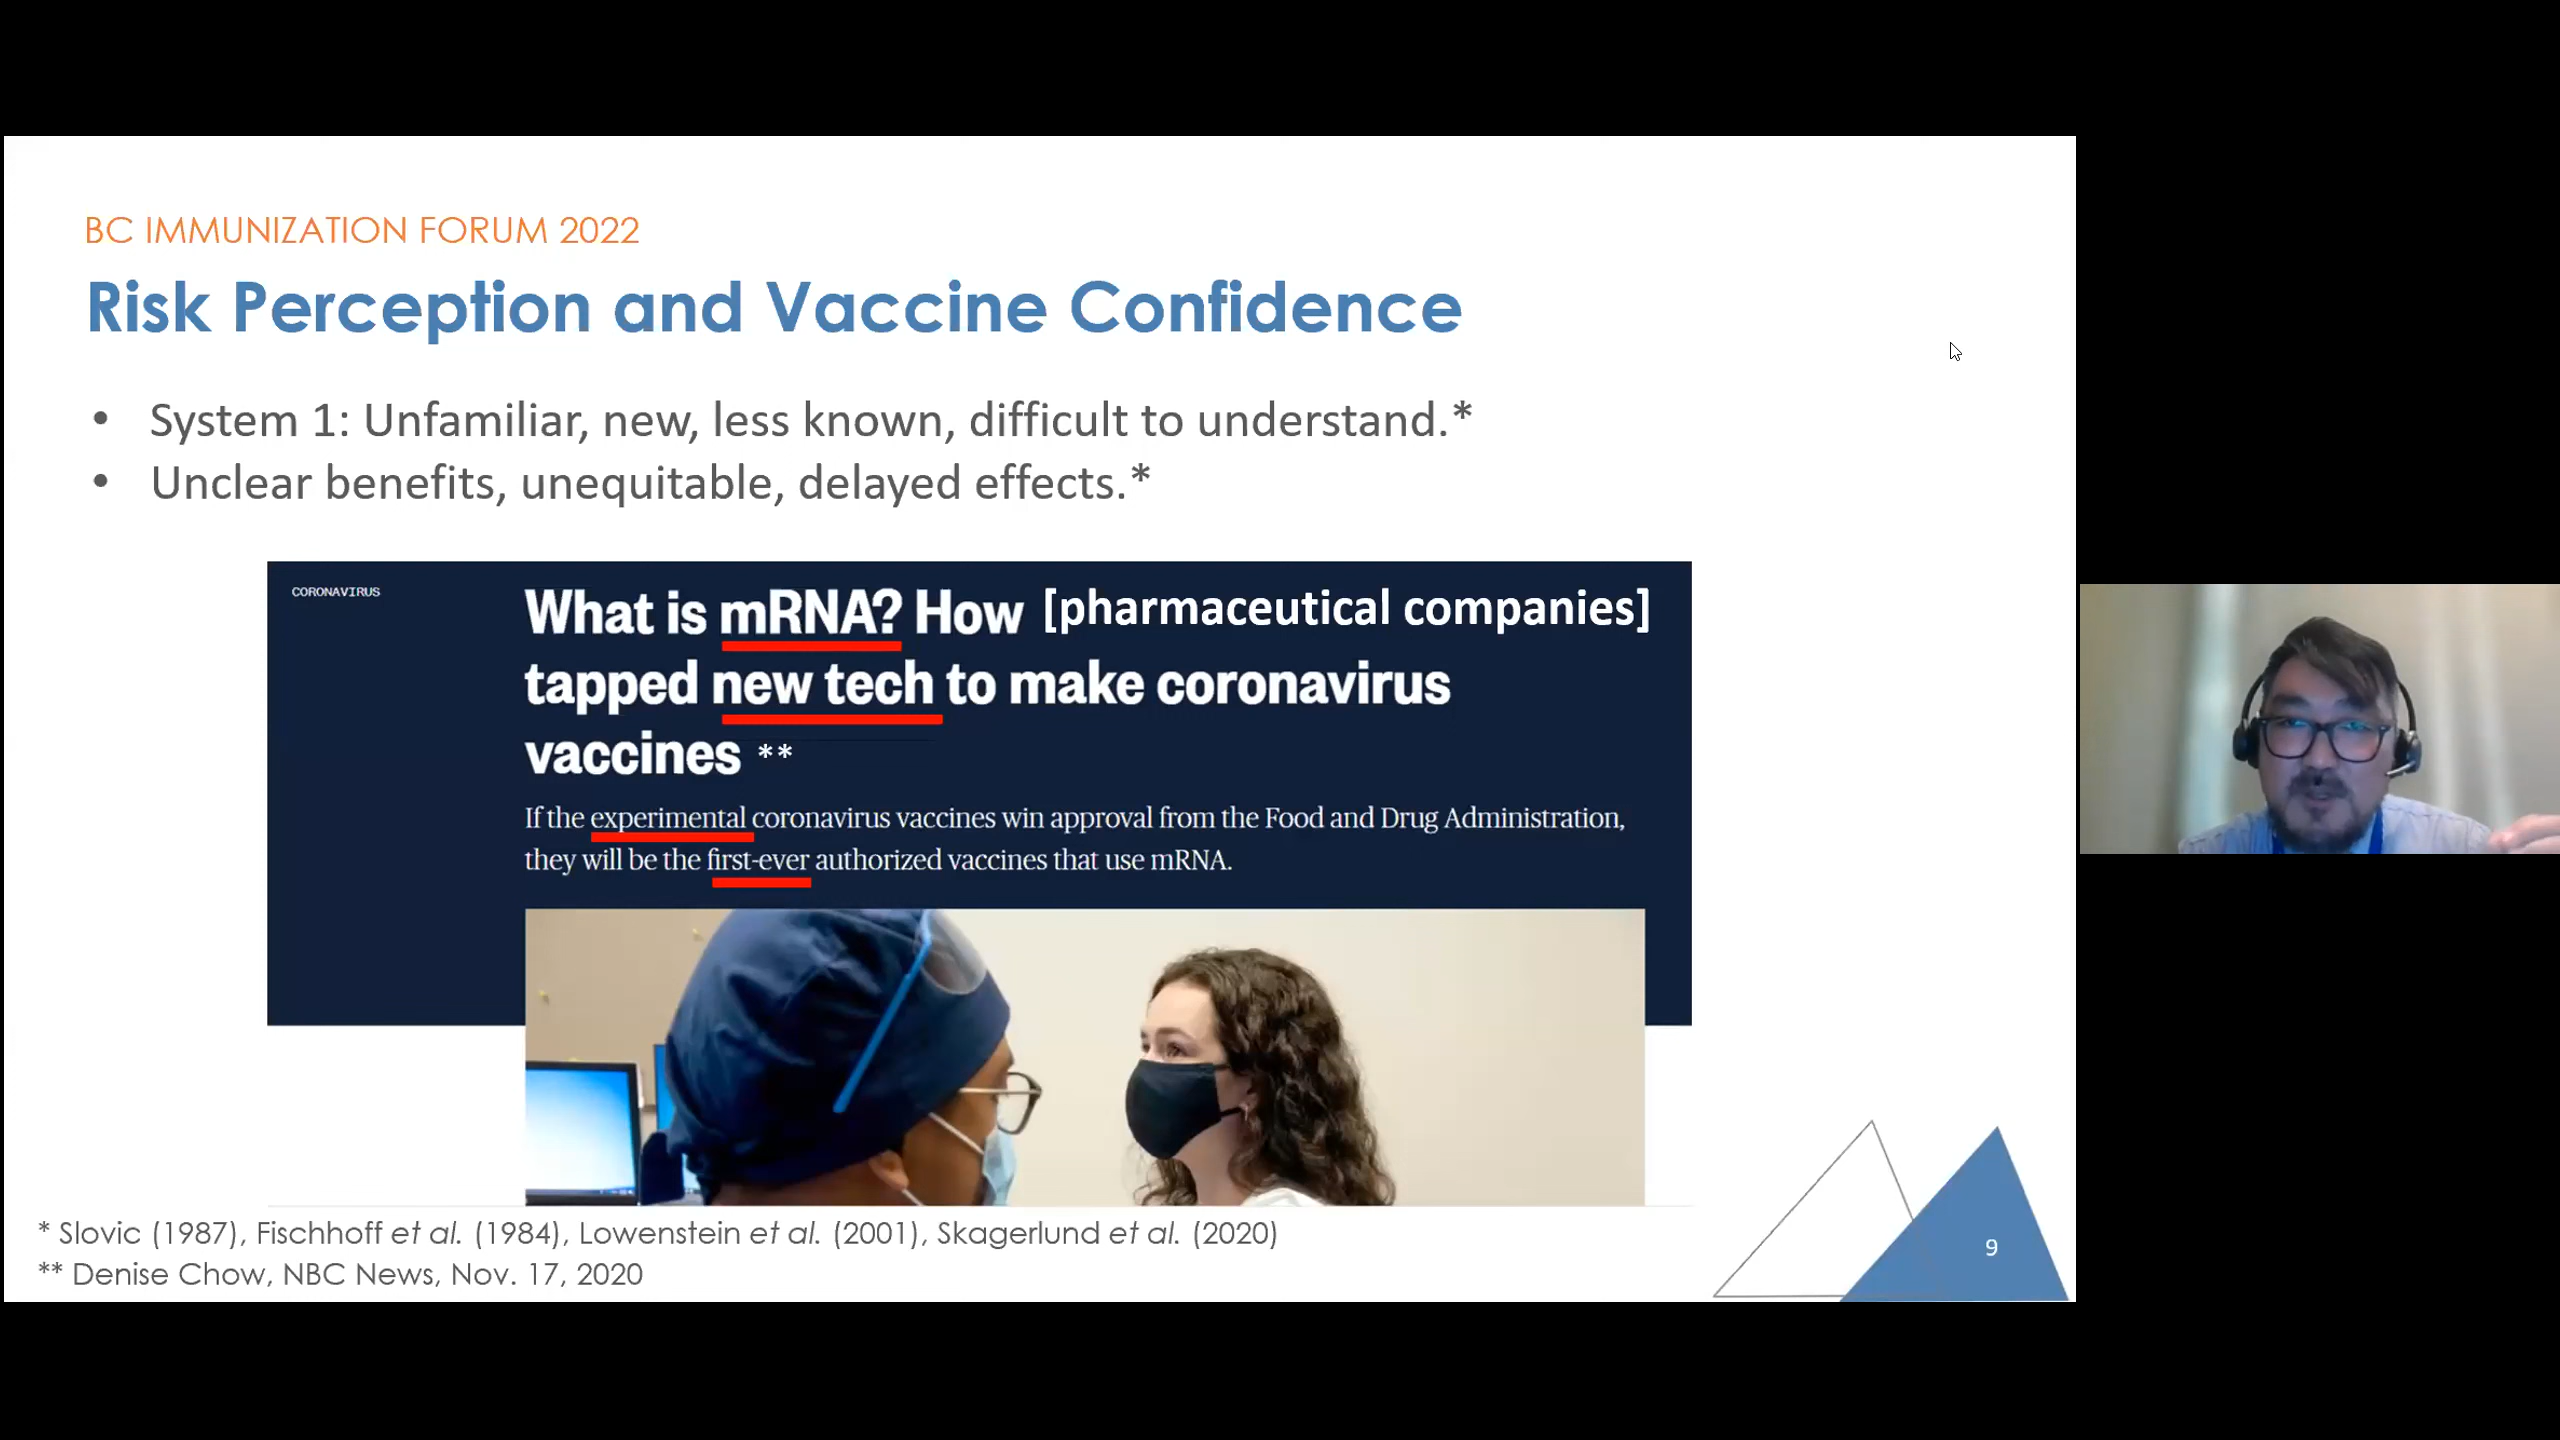 BC IMMUNIZATION FORUM 2022
Risk Perception and Vaccine Confidence
• System 1: Unfamiliar, new, less known, difficult to understand.*
• Unclear benefits, unequitable, delayed effects.*
CORONAVIRUS
What is mRNA? How [pharmaceutical companies]
tapped new tech to make coronavirus
vaccines **
If the experimental coronavirus vaccines win approval from the Food and Drug Administration,
they will be the first-ever authorized vaccines that use mRNA.
* Slovic (1987), Fischhoff et al. (1984), Lowenstein et al. (2001), Skagerlund et al. (2020)
** Denise Chow, NBC News, Nov. 17, 2020
9